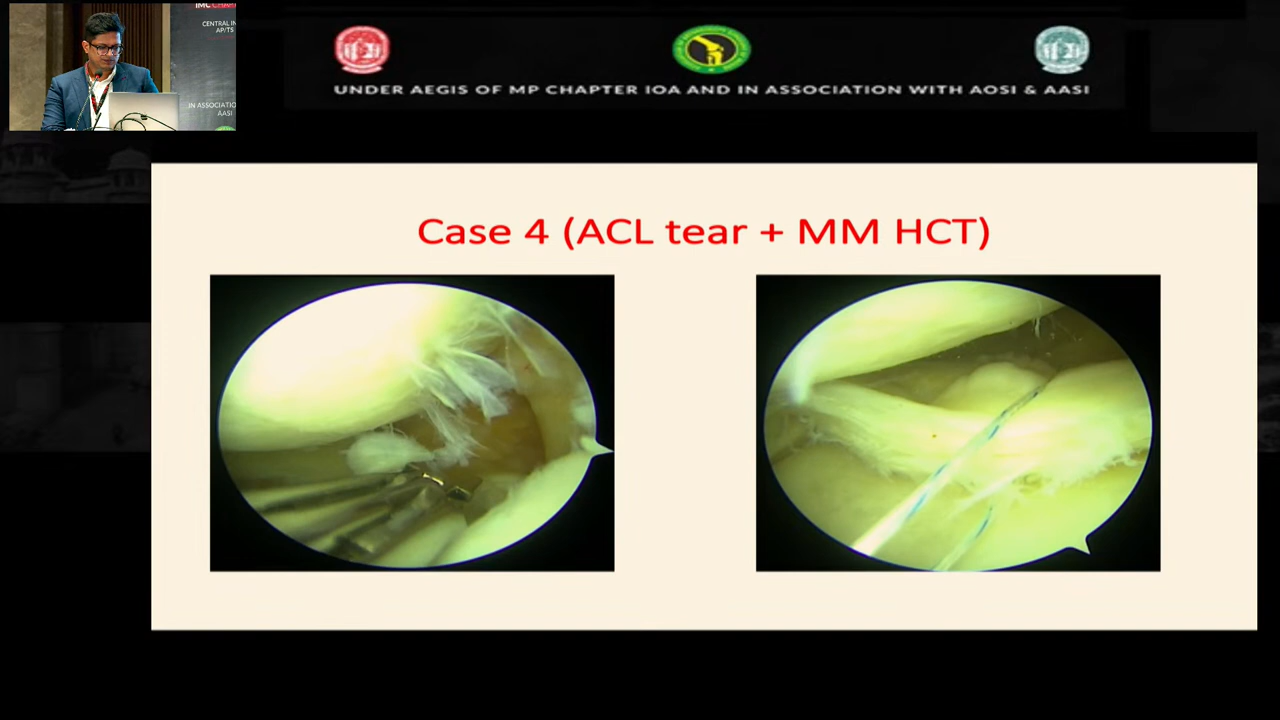 CENTRAL IN
AP/TS
IN ASSOCIATIO
AASI
UNDER AEGIS OF MP CHAPTER IOA AND IN ASSOCIATION WITH AOSI & AASI
Case 4 (ACL tear + MM HCT)